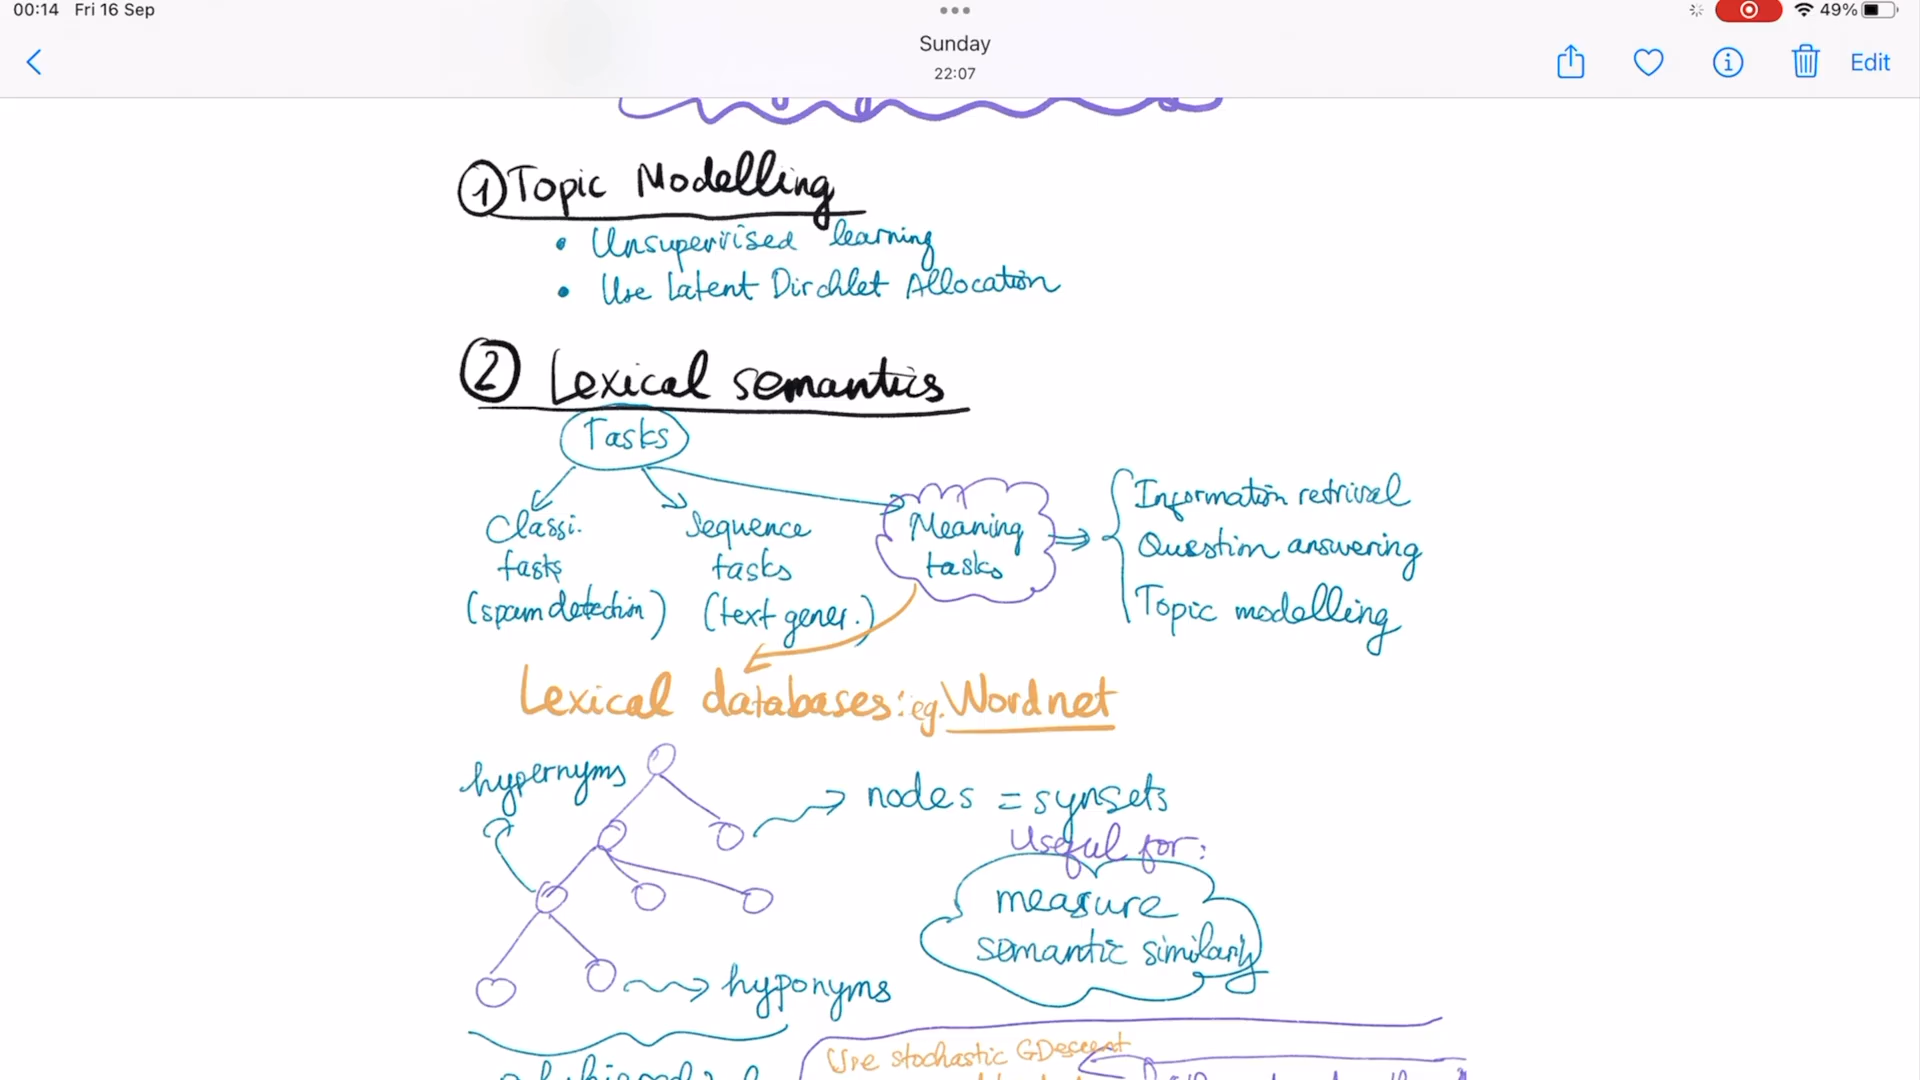 00:14 Fri 16 Sep
49%
Sunday
22:07
Edit
① Topic Modelling
• Unsupervised learning
• Use Latent Dirchlet Allocation
② Lexical semantics
Tasks
Classi.
tasks
(spam detection)
Sequence
tasks
(text gener.)
Meaning
tasks
Information retrival
Question answering
Topic modelling
Lexical databases: eg. Wordnet
hypernyms
nodes = synsets
Useful for:
measure
semantic similarity
hyponyms
Use stochastic GDescent